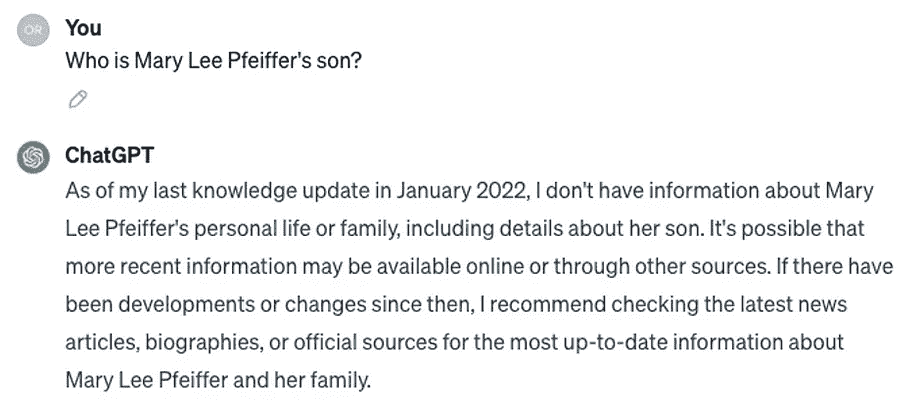 OR
You
Who is Mary Lee Pfeiffer's son?
ChatGPT
As of my last knowledge update in January 2022, I don't have information about Mary
Lee Pfeiffer's personal life or family, including details about her son. It's possible that
more recent information may be available online or through other sources. If there have
been developments or changes since then, I recommend checking the latest news
articles, biographies, or official sources for the most up-to-date information about
Mary Lee Pfeiffer and her family.